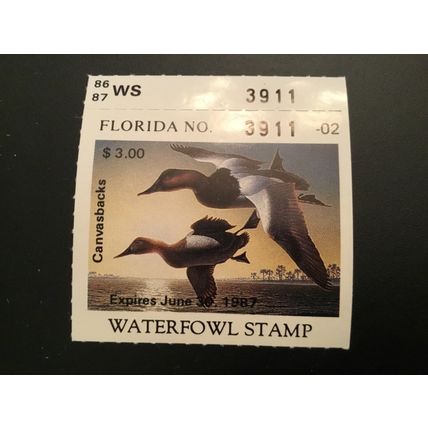 86
87 WS 3911
FLORIDA NO. 3911 -02
$3.00
Canvasbacks
Expires June 30, 1987
WATERFOWL STAMP